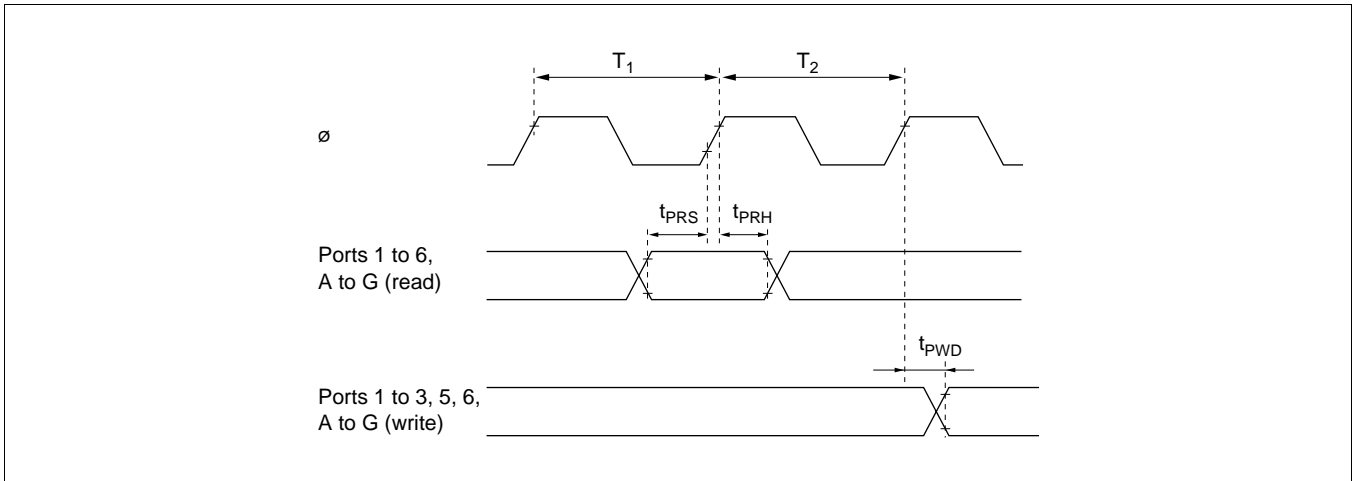 T1
T2
ø
tPRS
tPRH
Ports 1 to 6,
A to G (read)
tPWD
Ports 1 to 3, 5, 6,
A to G (write)